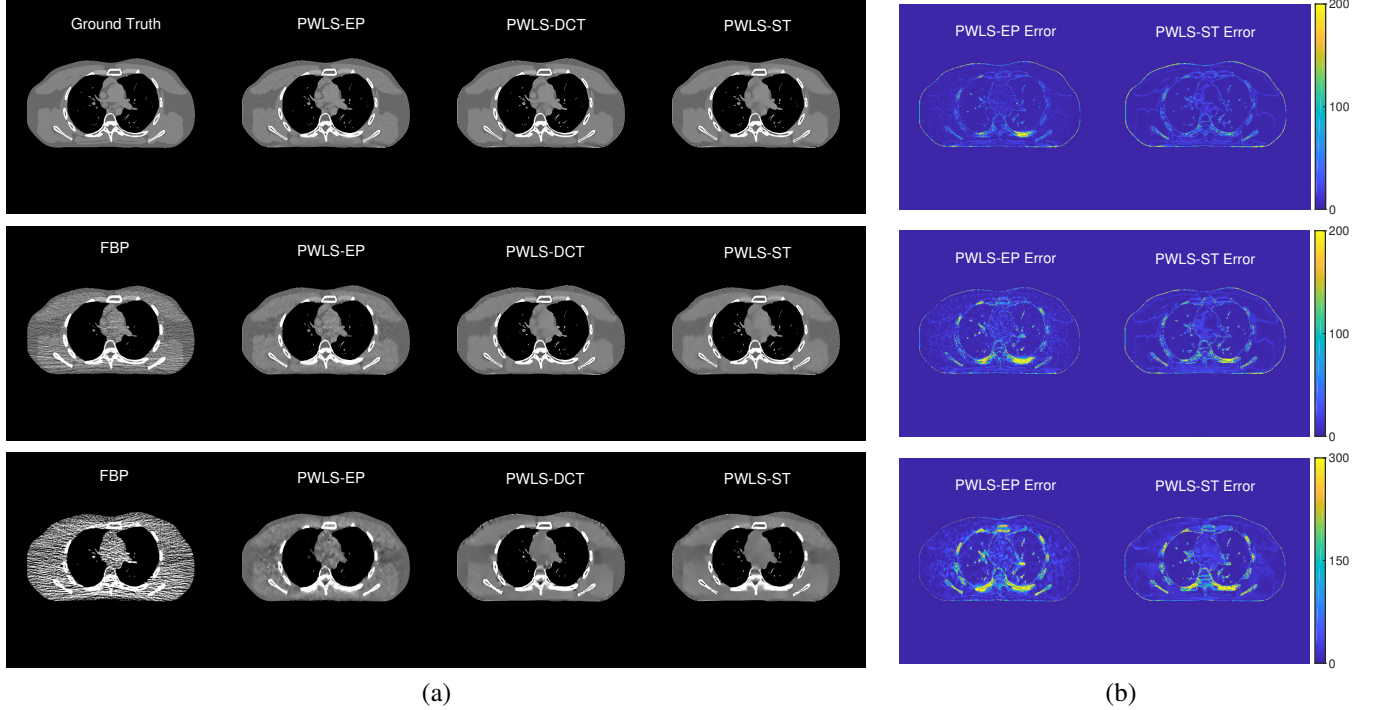 Ground Truth PWLS-EP PWLS-DCT PWLS-ST
PWLS-EP Error PWLS-ST Error
200
100
0
FBP PWLS-EP PWLS-DCT PWLS-ST
PWLS-EP Error PWLS-ST Error
200
100
0
FBP PWLS-EP PWLS-DCT PWLS-ST
PWLS-EP Error PWLS-ST Error
300
150
0
(a) (b)